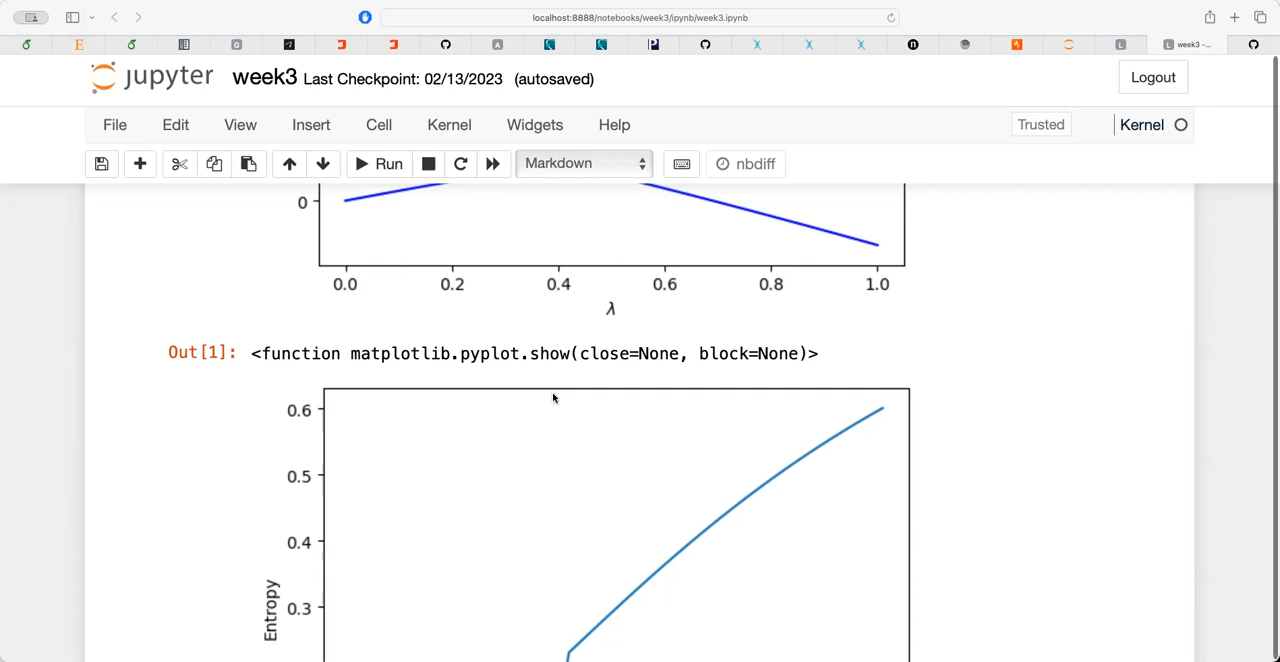 localhost:8888/notebooks/week3/ipynb/week3.ipynb
week3 -...
jupyter week3 Last Checkpoint: 02/13/2023 (autosaved)
Logout
File Edit View Insert Cell Kernel Widgets Help
Trusted
Kernel
Run
Markdown
nbdiff
0
0.0 0.2 0.4 0.6 0.8 1.0
λ
Out[1]: <function matplotlib.pyplot.show(close=None, block=None)>
0.6
0.5
0.4
0.3
Entropy